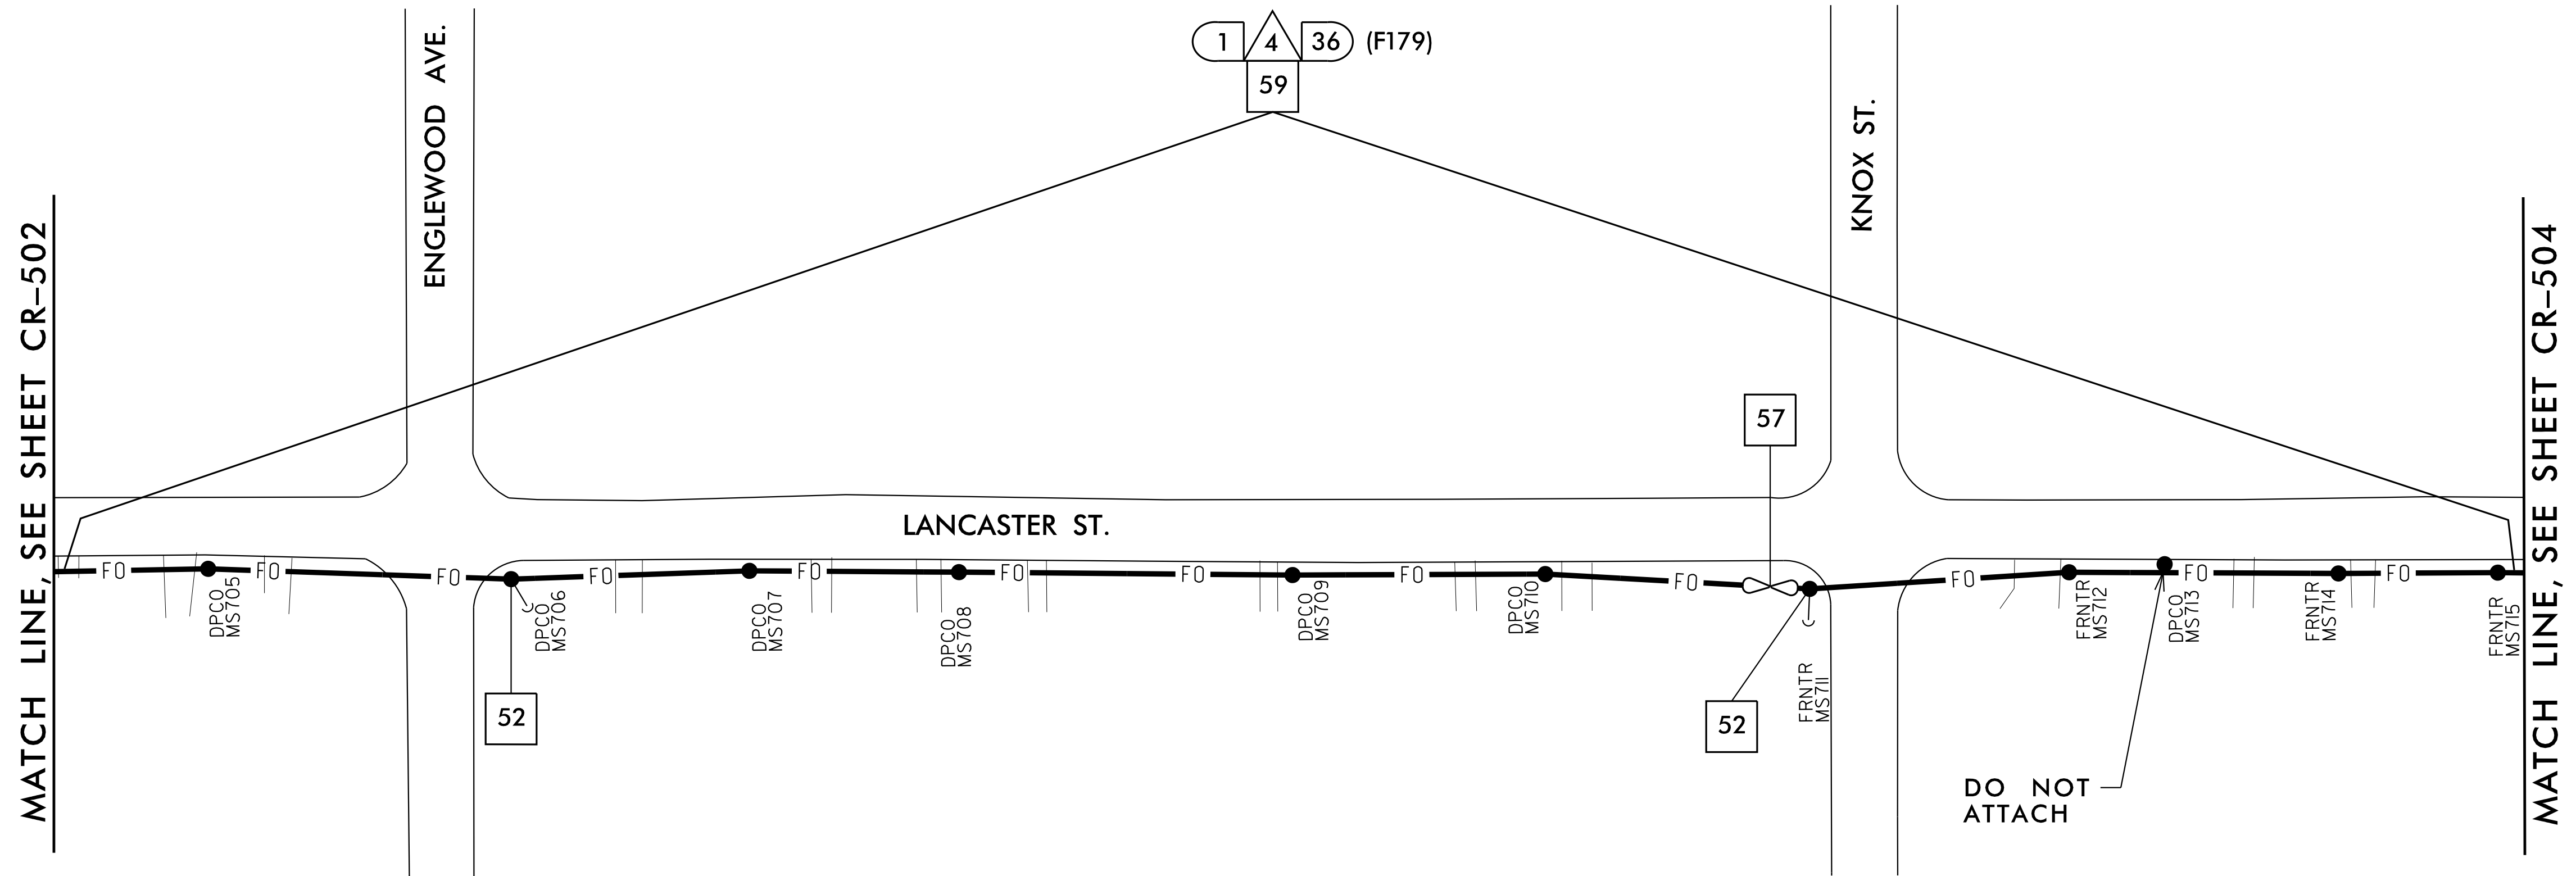 1 4 36 (F179)
59
ENGLEWOOD AVE.
KNOX ST.
MATCH LINE, SEE SHEET CR–502
MATCH LINE, SEE SHEET CR–504
57
LANCASTER ST.
FO FO FO FO FO FO FO FO FO FO FO FO
DPCO
MS705
DPCO
MS706
DPCO
MS707
DPCO
MS708
DPCO
MS709
DPCO
MS710
FRNTR
MS711
FRNTR
MS712
DPCO
MS713
FRNTR
MS714
FRNTR
MS715
52
52
DO NOT
ATTACH